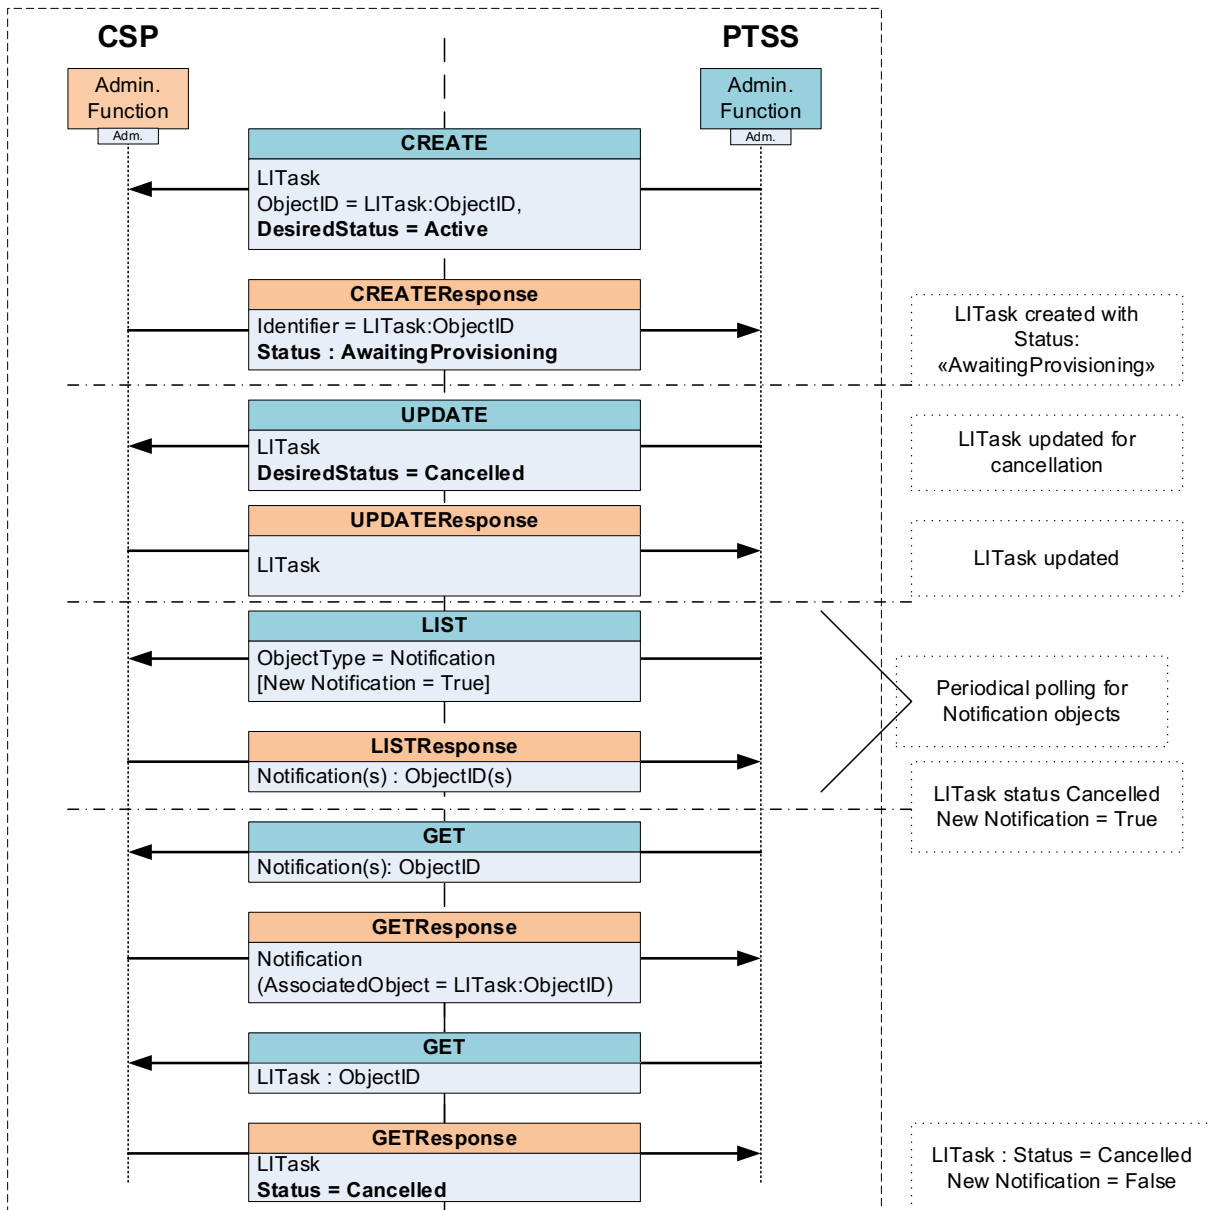 CSP
PTSS
Admin.
Function
Adm.
Admin.
Function
Adm.
CREATE
LITask
ObjectID = LITask:ObjectID,
DesiredStatus = Active
CREATEResponse
Identifier = LITask:ObjectID
Status : AwaitingProvisioning
LITask created with
Status:
«AwaitingProvisioning»
UPDATE
LITask
DesiredStatus = Cancelled
LITask updated for
cancellation
UPDATEResponse
LITask
LITask updated
LIST
ObjectType = Notification
[New Notification = True]
Periodical polling for
Notification objects
LISTResponse
Notification(s) : ObjectID(s)
LITask status Cancelled
New Notification = True
GET
Notification(s): ObjectID
GETResponse
Notification
(AssociatedObject = LITask:ObjectID)
GET
LITask : ObjectID
GETResponse
LITask
Status = Cancelled
LITask : Status = Cancelled
New Notification = False